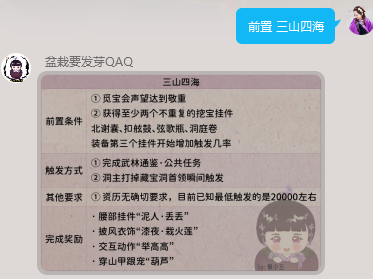 前置 三山四海
盆栽要发芽QAQ
三山四海
前置条件
① 觅宝会声望达到敬重
② 获得至少两个不重复的挖宝挂件
北谢囊、扣舷鼓、弦歌瓶、洞庭卷
装备第三个挂件开始增加触发几率
触发方式
① 完成武林通鉴·公共任务
② 洞主打掉藏宝洞首领瞬间触发
其他要求
① 资历无确切要求，目前已知最低触发的是20000左右
完成奖励
· 腰部挂件“泥人·丢丢”
· 披风衣饰“漆夜·栽火莲”
· 交互动作“举高高”
· 穿山甲跟宠“葫芦”